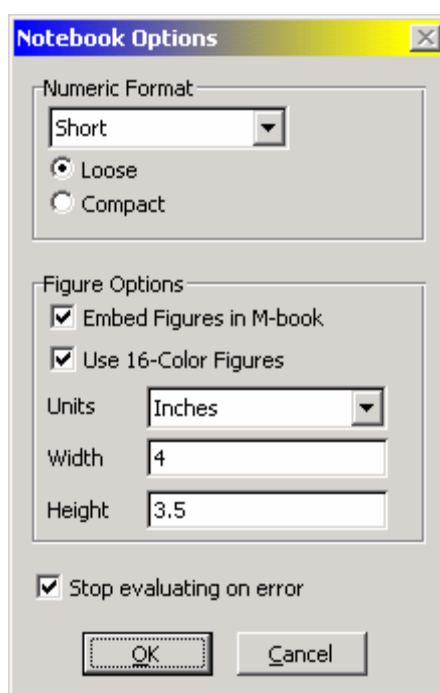 Notebook Options
Numeric Format
Short
Loose
Compact
Figure Options
Embed Figures in M-book
Use 16-Color Figures
Units Inches
Width 4
Height 3.5
Stop evaluating on error
OK Cancel